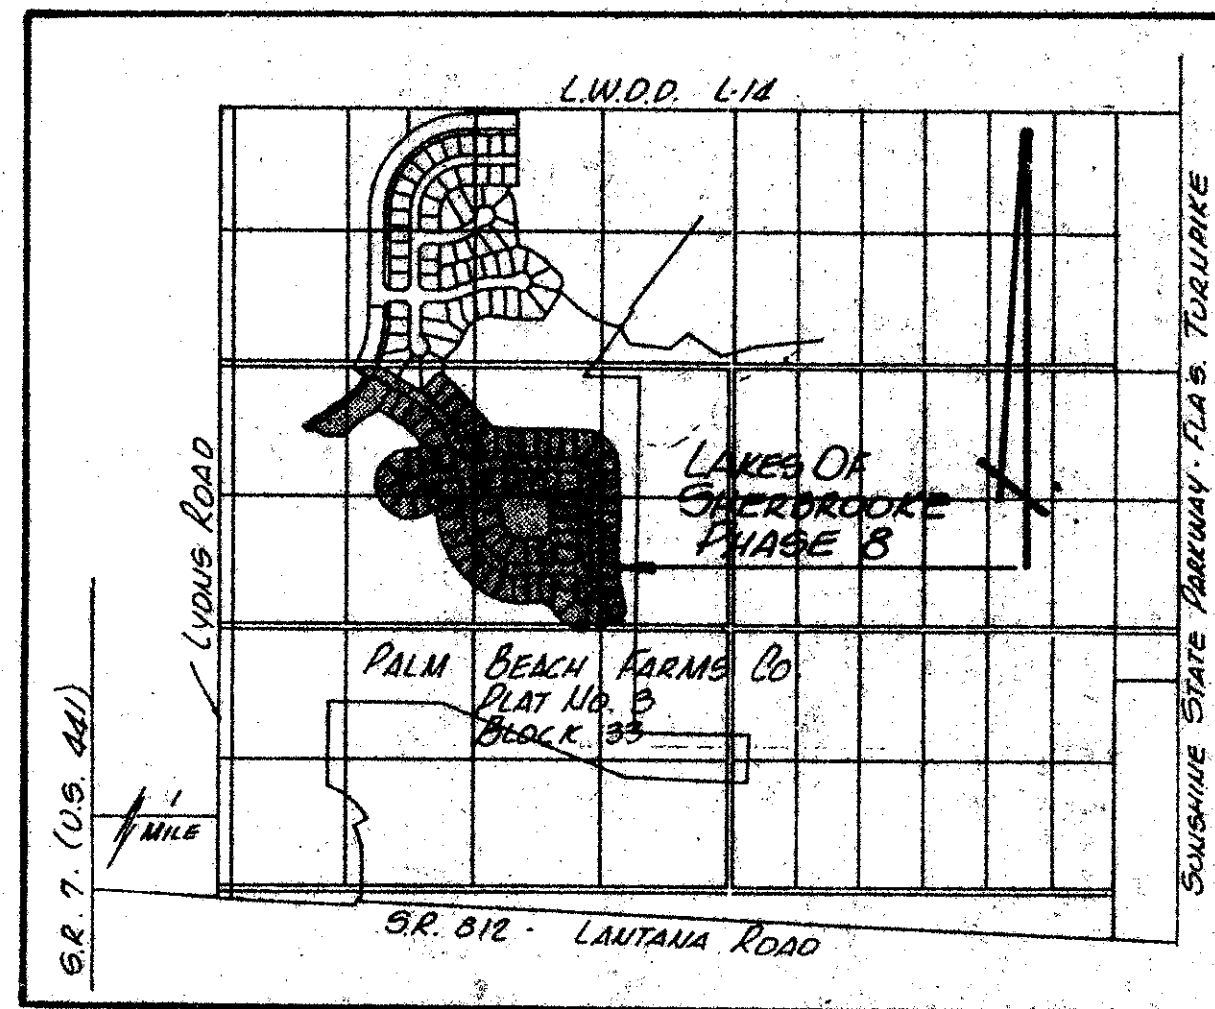 L.W.D.D. L-14
LYONS ROAD
LAKES OF
SHERBROOKE
PHASE 8
SUNSHINE STATE PARKWAY - FLA'S. TURNPIKE
PALM BEACH FARMS CO.
PLAT NO. 3
BLOCK 33
S.R. 7. (U.S. 441)
1
MILE
S.R. 812 - LANTANA ROAD